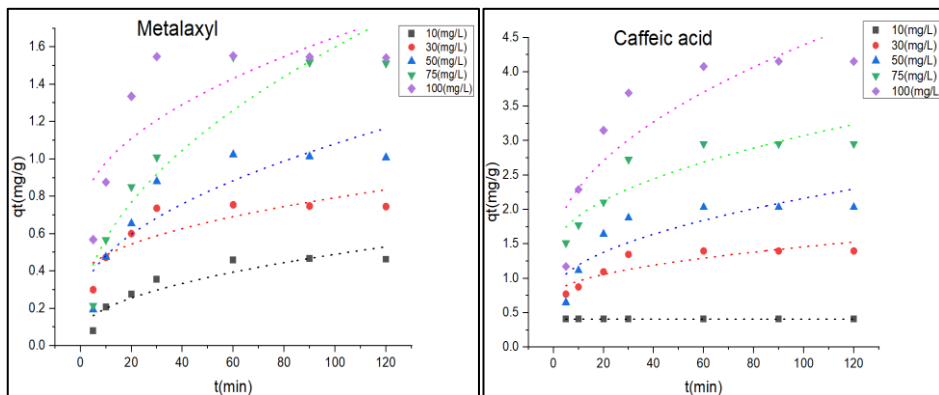 Metalaxyl
10(mg/L)
30(mg/L)
50(mg/L)
75(mg/L)
100(mg/L)
1.6
1.4
1.2
1.0
0.8
0.6
0.4
0.2
0.0
qt(mg/g)
0 20 40 60 80 100 120 140
t(min)
Caffeic acid
10(mg/L)
30(mg/L)
50(mg/L)
75(mg/L)
100(mg/L)
4.5
4.0
3.5
3.0
2.5
2.0
1.5
1.0
0.5
0.0
qt(mg/g)
0 20 40 60 80 100 120 140
t(min)